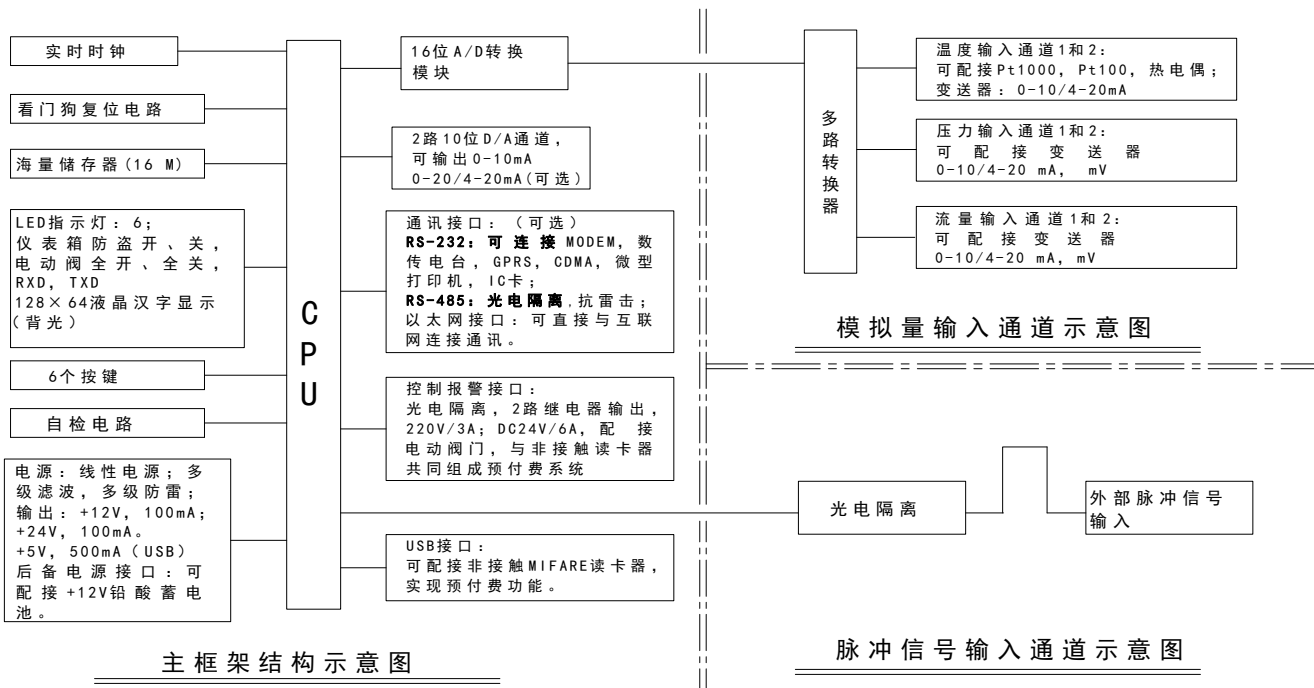 实时时钟
看门狗复位电路
海量储存器(16 M)
LED指示灯：6；
仪表箱防盗开、关，
电动阀全开、全关，
RXD, TXD
128×64液晶汉字显示
(背光)
6个按键
自检电路
电源：线性电源；多
级滤波，多级防雷；
输出：+12V, 100mA；
+24V, 100mA。
+5V, 500mA (USB)
后备电源接口：可
配接+12V铅酸蓄电
池。
CPU
16位A/D转换
模块
2路10位D/A通道，
可输出0-10mA
0-20/4-20mA(可选)
通讯接口：（可选）
RS-232：可连接MODEM，数
传电台，GPRS, CDMA，微型
打印机，IC卡；
RS-485：光电隔离,抗雷击；
以太网接口：可直接与互联
网连接通讯。
控制报警接口：
光电隔离，2路继电器输出，
220V/3A；DC24V/6A，配接
电动阀门，与非接触读卡器
共同组成预付费系统
USB接口：
可配接非接触MIFARE读卡器，
实现预付费功能。
主框架结构示意图
多路转换器
温度输入通道1和2：
可配接Pt1000, Pt100，热电偶；
变送器：0-10/4-20mA
压力输入通道1和2：
可配接变送器
0-10/4-20 mA, mV
流量输入通道1和2：
可配接变送器
0-10/4-20 mA, mV
模拟量输入通道示意图
光电隔离
外部脉冲信号
输入
脉冲信号输入通道示意图